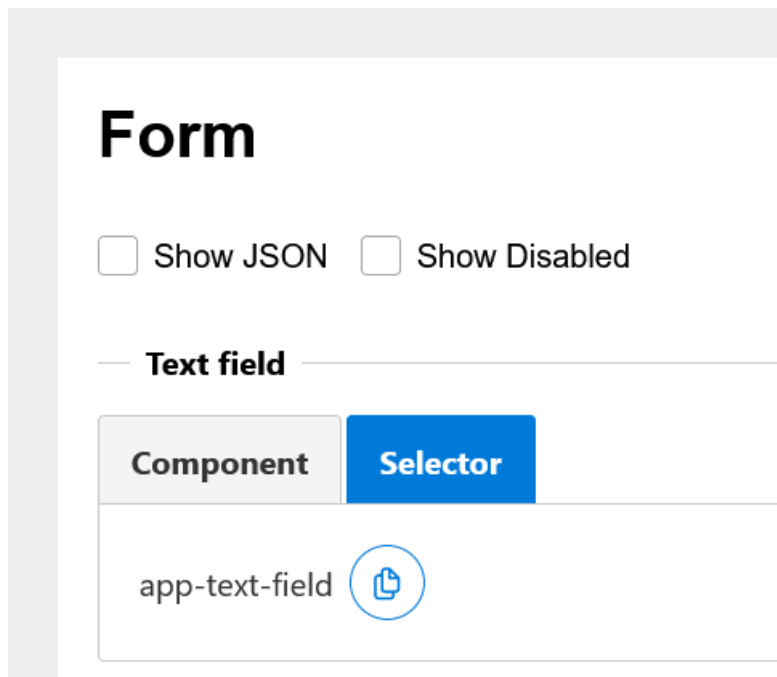 Form
Show JSON Show Disabled
Text field
Component Selector
app-text-field